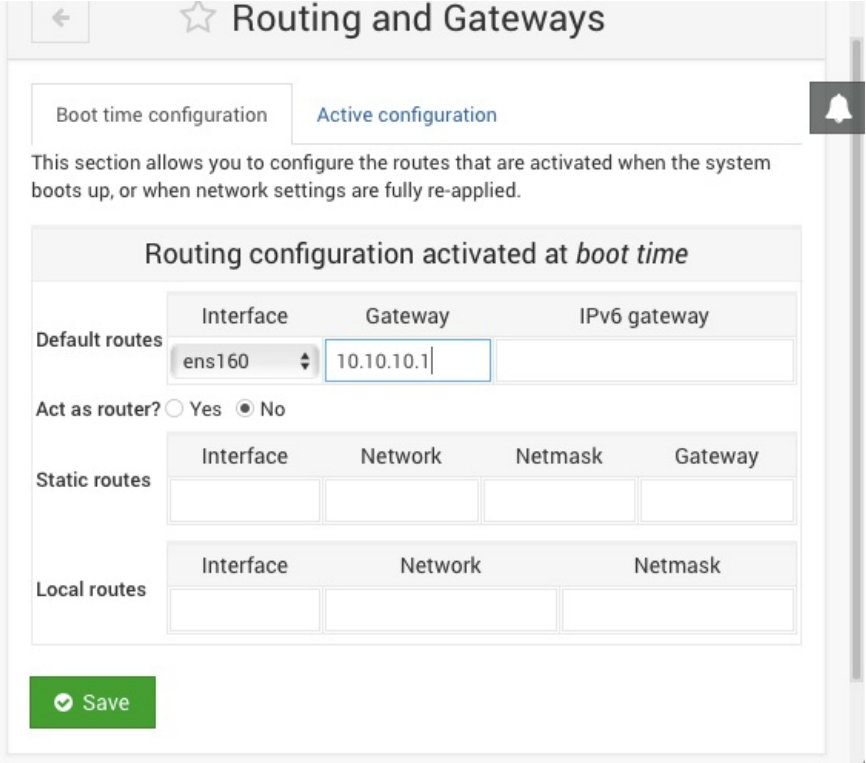 Routing and Gateways
Boot time configuration
Active configuration
This section allows you to configure the routes that are activated when the system
boots up, or when network settings are fully re-applied.
Routing configuration activated at boot time
Interface Gateway IPv6 gateway
Default routes
ens160 10.10.10.1
Act as router? Yes No
Interface Network Netmask Gateway
Static routes
Interface Network Netmask
Local routes
Save